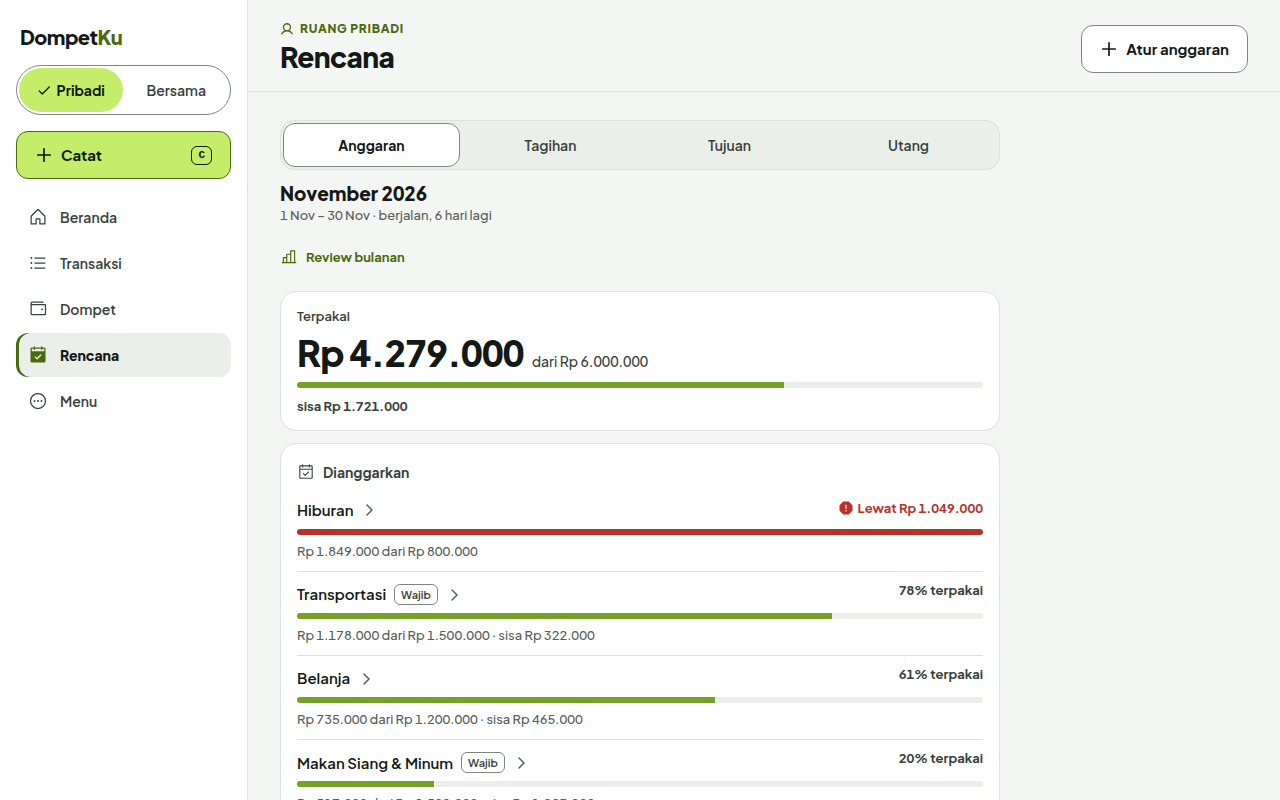 DompetKu
Pribadi
Bersama
Catat
C
Beranda
Transaksi
Dompet
Rencana
Menu
RUANG PRIBADI
Rencana
Atur anggaran
Anggaran
Tagihan
Tujuan
Utang
November 2026
1 Nov – 30 Nov · berjalan, 6 hari lagi
Review bulanan
Terpakai
Rp 4.279.000 dari Rp 6.000.000
sisa Rp 1.721.000
Dianggarkan
Hiburan
Lewat Rp 1.049.000
Rp 1.849.000 dari Rp 800.000
Transportasi Wajib
78% terpakai
Rp 1.178.000 dari Rp 1.500.000 · sisa Rp 322.000
Belanja
61% terpakai
Rp 735.000 dari Rp 1.200.000 · sisa Rp 465.000
Makan Siang & Minum Wajib
20% terpakai